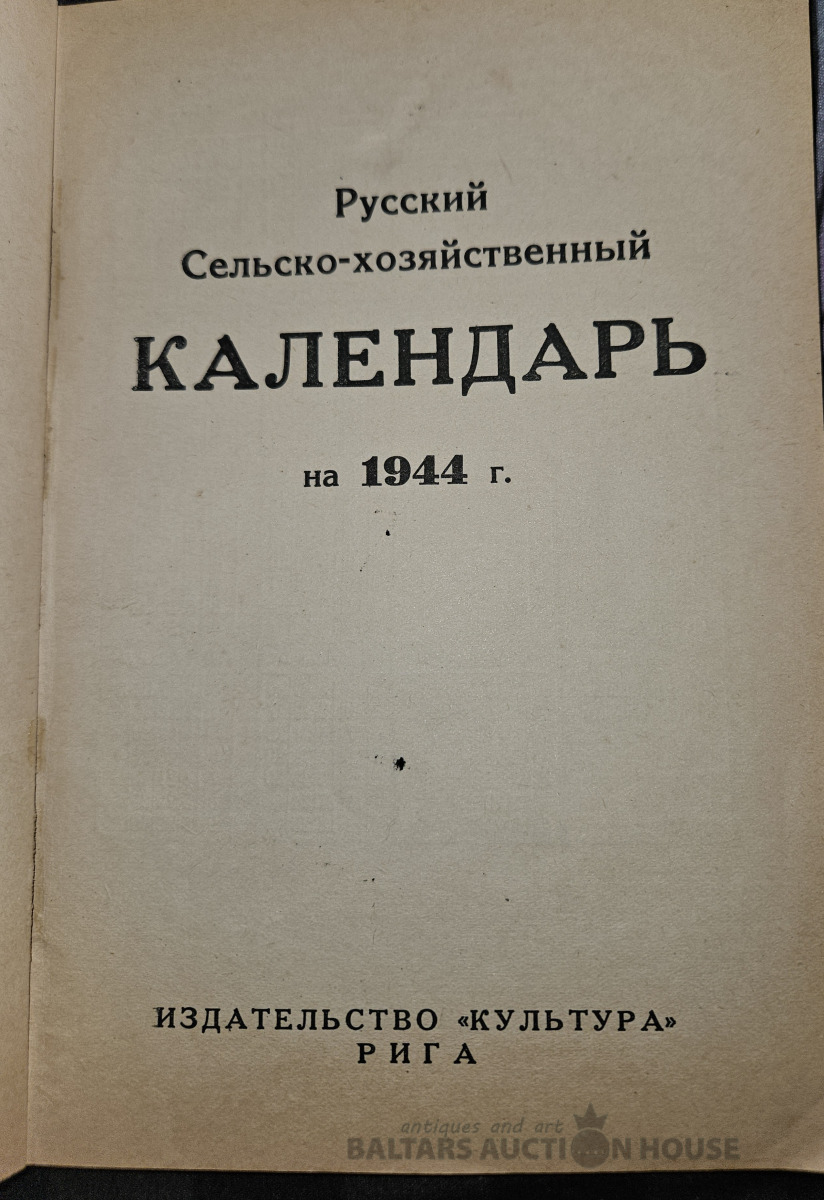 Русский
Сельско-хозяйственный
КАЛЕНДАРЬ
на 1944 г.
ИЗДАТЕЛЬСТВО «КУЛЬТУРА»
РИГА
antiques and art
BALTARS AUCTION HOUSE